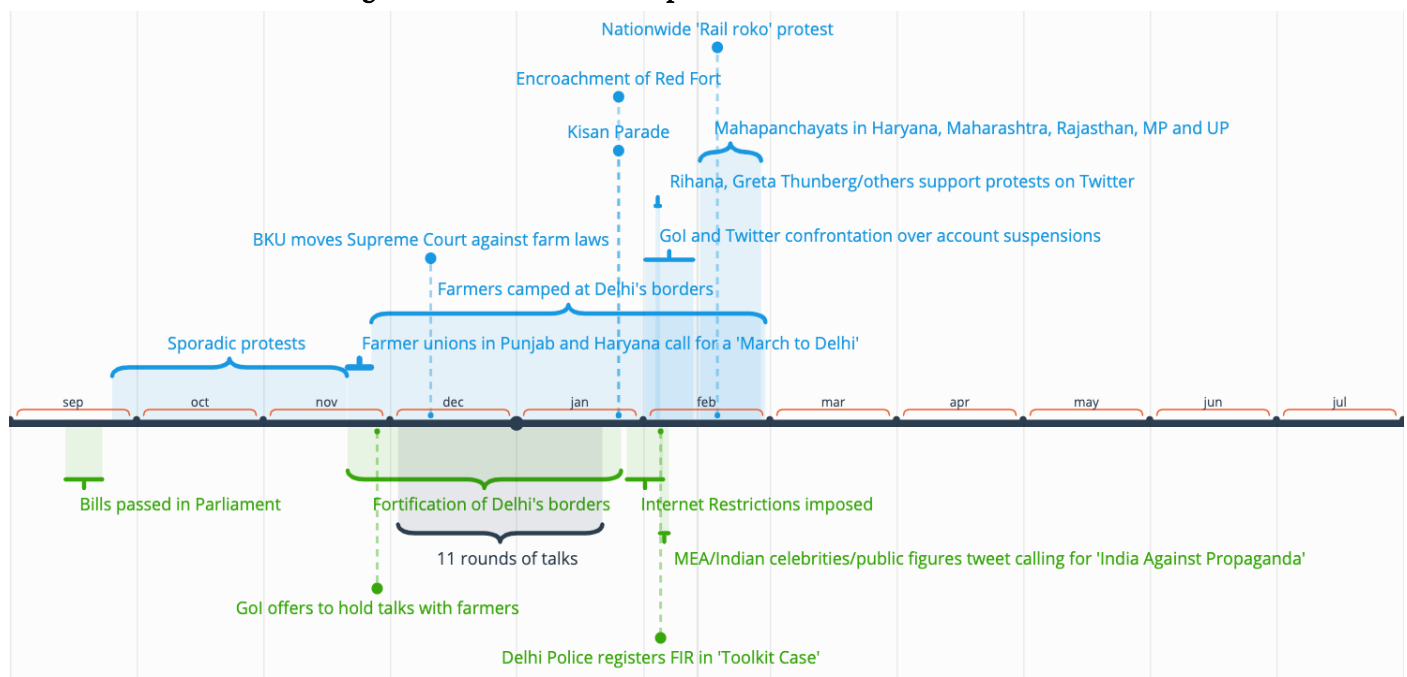 Nationwide 'Rail roko' protest
Encroachment of Red Fort
Kisan Parade
Mahapanchayats in Haryana, Maharashtra, Rajasthan, MP and UP
Rihana, Greta Thunberg/others support protests on Twitter
BKU moves Supreme Court against farm laws
GoI and Twitter confrontation over account suspensions
Farmers camped at Delhi's borders
Sporadic protests
Farmer unions in Punjab and Haryana call for a 'March to Delhi'
sep oct nov dec jan feb mar apr may jun jul
Bills passed in Parliament
Fortification of Delhi's borders
Internet Restrictions imposed
11 rounds of talks
MEA/Indian celebrities/public figures tweet calling for 'India Against Propaganda'
GoI offers to hold talks with farmers
Delhi Police registers FIR in 'Toolkit Case'